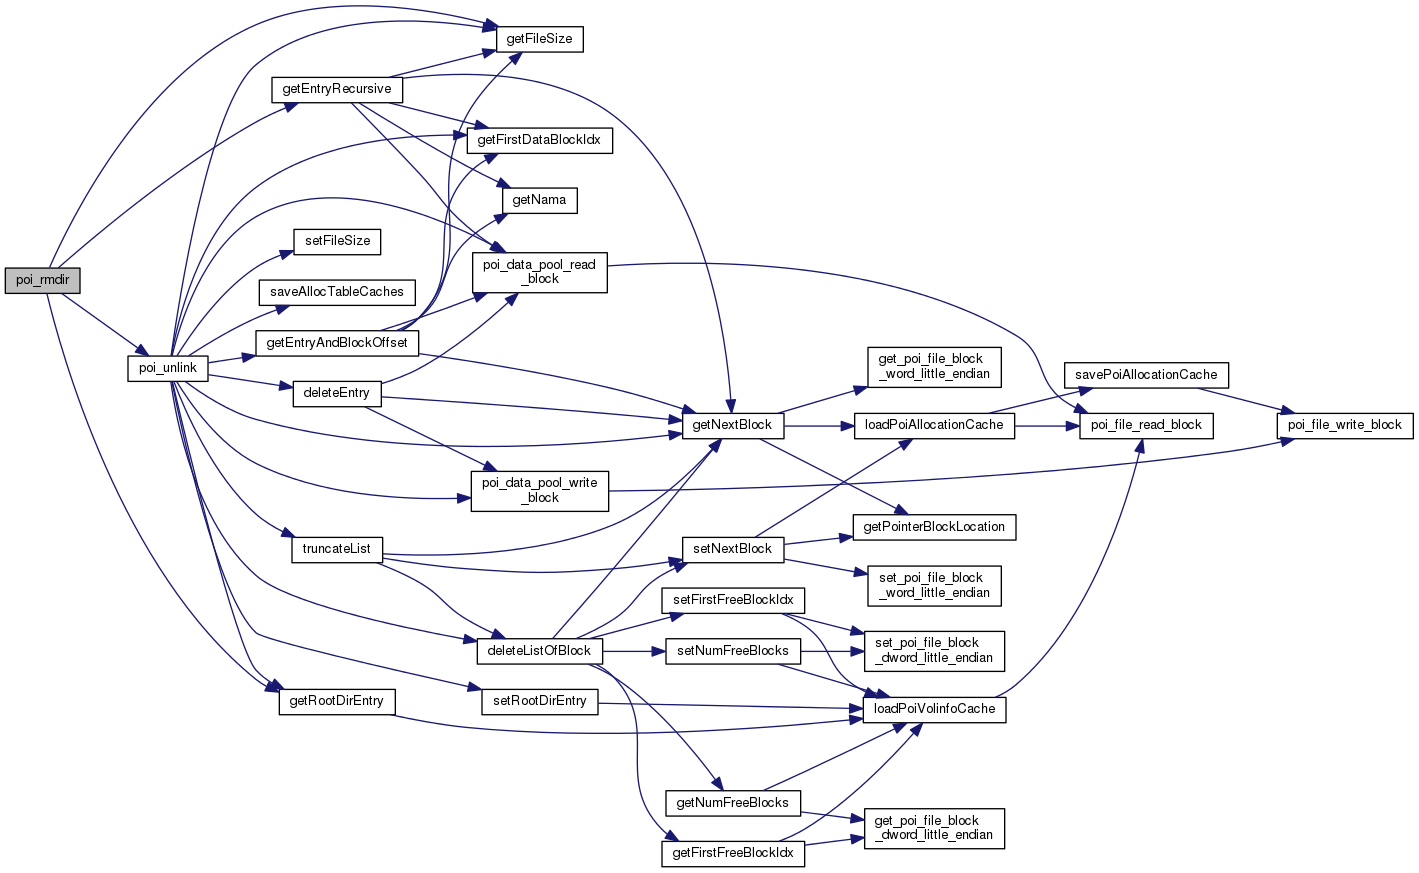 getFileSize
getEntryRecursive
getFirstDataBlockIdx
getNama
setFileSize
poi_data_pool_read
_block
poi_rmdir
saveAllocTableCaches
getEntryAndBlockOffset
poi_unlink
get_poi_file_block
_word_little_endian
savePoiAllocationCache
deleteEntry
getNextBlock
loadPoiAllocationCache
poi_file_read_block
poi_file_write_block
poi_data_pool_write
_block
getPointerBlockLocation
truncateList
setNextBlock
set_poi_file_block
_word_little_endian
setFirstFreeBlockIdx
deleteListOfBlock
setNumFreeBlocks
set_poi_file_block
_dword_little_endian
getRootDirEntry
setRootDirEntry
loadPoiVolinfoCache
getNumFreeBlocks
get_poi_file_block
_dword_little_endian
getFirstFreeBlockIdx